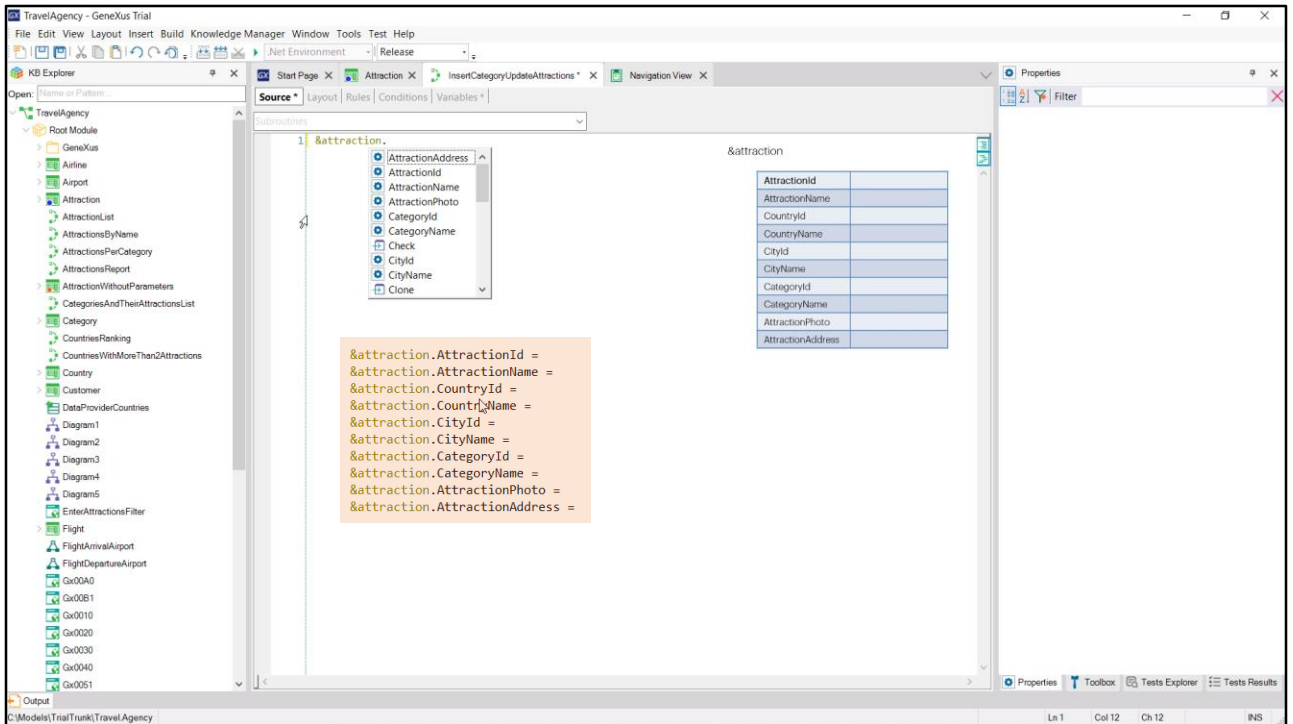 TravelAgency - GeneXus Trial
File Edit View Layout Insert Build Knowledge Manager Window Tools Test Help
.Net Environment Release
KB Explorer
Open: Name or Pattern...
TravelAgency
Root Module
GeneXus
Airline
Airport
Attraction
AttractionList
AttractionsByName
AttractionsPerCategory
AttractionsReport
AttractionWithoutParameters
CategoriesAndTheirAttractionsList
Category
CountriesRanking
CountriesWithMoreThan2Attractions
Country
Customer
DataProviderCountries
Diagram1
Diagram2
Diagram3
Diagram4
Diagram5
EnterAttractionsFilter
Flight
FlightArrivalAirport
FlightDepartureAirport
Gx00A0
Gx00B1
Gx0010
Gx0020
Gx0030
Gx0040
Gx0051
Start Page Attraction InsertCategoryUpdateAttractions * Navigation View
Source * Layout Rules Conditions Variables *
Subroutines
1 &attraction.
AttractionAddress
AttractionId
AttractionName
AttractionPhoto
CategoryId
CategoryName
Check
CityId
CityName
Clone
&attraction
AttractionId
AttractionName
CountryId
CountryName
CityId
CityName
CategoryId
CategoryName
AttractionPhoto
AttractionAddress
&attraction.AttractionId =
&attraction.AttractionName =
&attraction.CountryId =
&attraction.CountryName =
&attraction.CityId =
&attraction.CityName =
&attraction.CategoryId =
&attraction.CategoryName =
&attraction.AttractionPhoto =
&attraction.AttractionAddress =
Properties
Filter
Properties Toolbox Tests Explorer Tests Results
Output
C:\Models\TrialTrunk\TravelAgency Ln 1 Col 12 Ch 12 INS